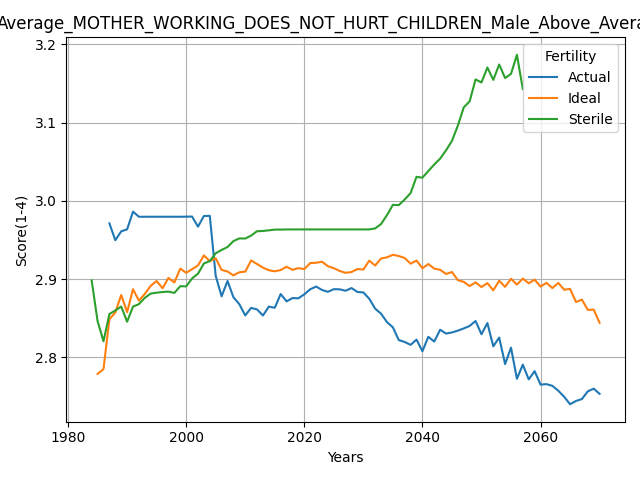 Average_MOTHER_WORKING_DOES_NOT_HURT_CHILDREN_Male_Above_Avera
3.2
3.1
3.0
2.9
2.8
Score(1-4)
Fertility
Actual
Ideal
Sterile
1980 2000 2020 2040 2060
Years